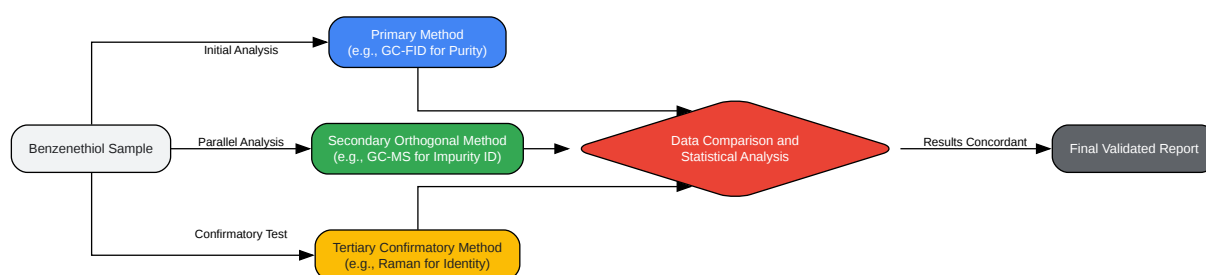 Primary Method
(e.g., GC-FID for Purity)
Initial Analysis
Benzenethiol Sample
Parallel Analysis
Secondary Orthogonal Method
(e.g., GC-MS for Impurity ID)
Data Comparison and
Statistical Analysis
Results Concordant
Final Validated Report
Confirmatory Test
Tertiary Confirmatory Method
(e.g., Raman for Identity)